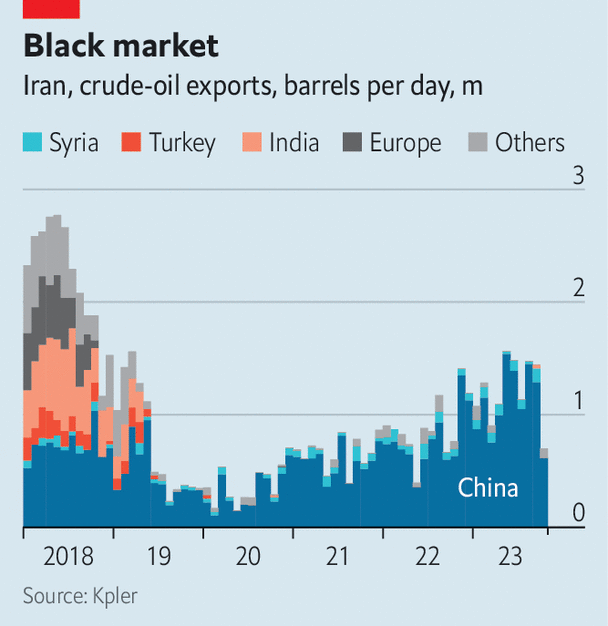 Black market
Iran, crude-oil exports, barrels per day, m
Syria Turkey India Europe Others
3
2
1
China
0
2018 19 20 21 22 23
Source: Kpler